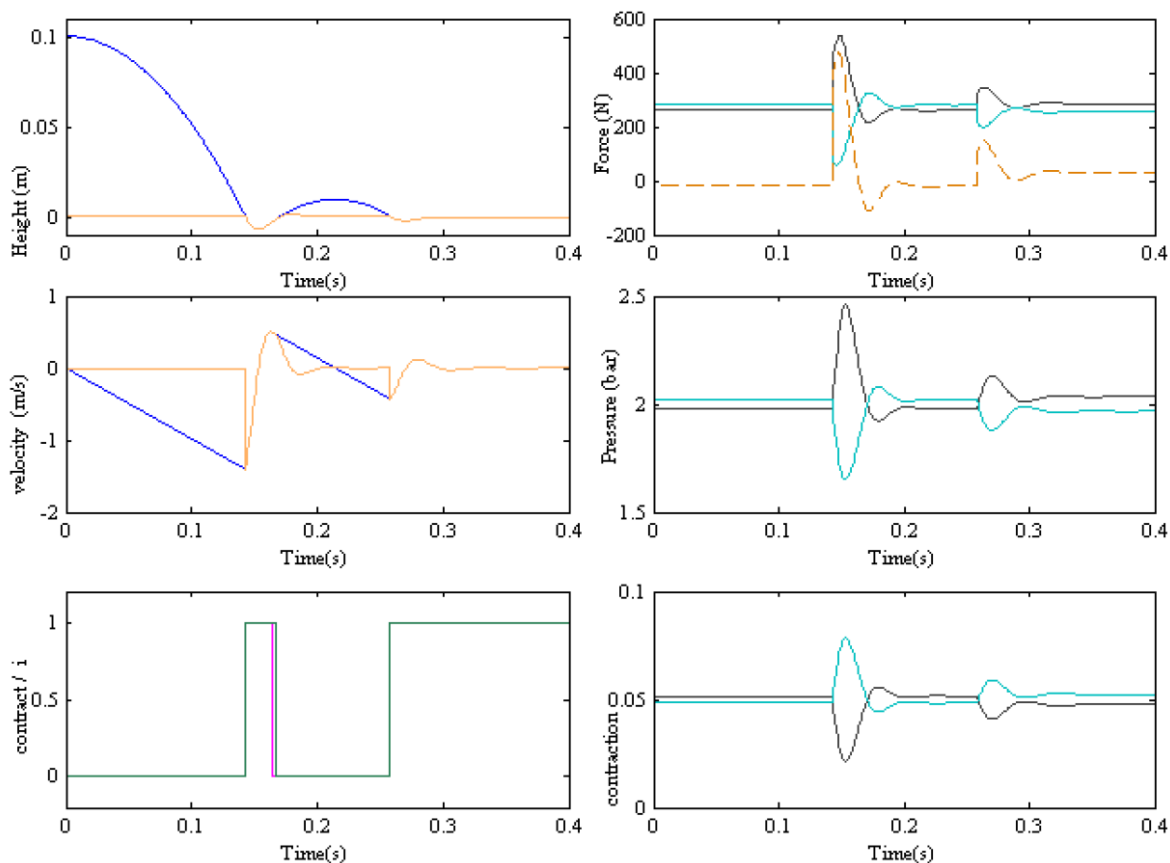 0.1
0.05
0
Height (m)
0 0.1 0.2 0.3 0.4
Time(s)
600
400
200
0
-200
Force (N)
0 0.1 0.2 0.3 0.4
Time(s)
1
0
-1
-2
velocity (m/s)
0 0.1 0.2 0.3 0.4
Time(s)
2.5
2
1.5
Pressure (bar)
0 0.1 0.2 0.3 0.4
Time(s)
1
0.5
0
contract / i
0 0.1 0.2 0.3 0.4
Time(s)
0.1
0.05
0
contraction
0 0.1 0.2 0.3 0.4
Time(s)